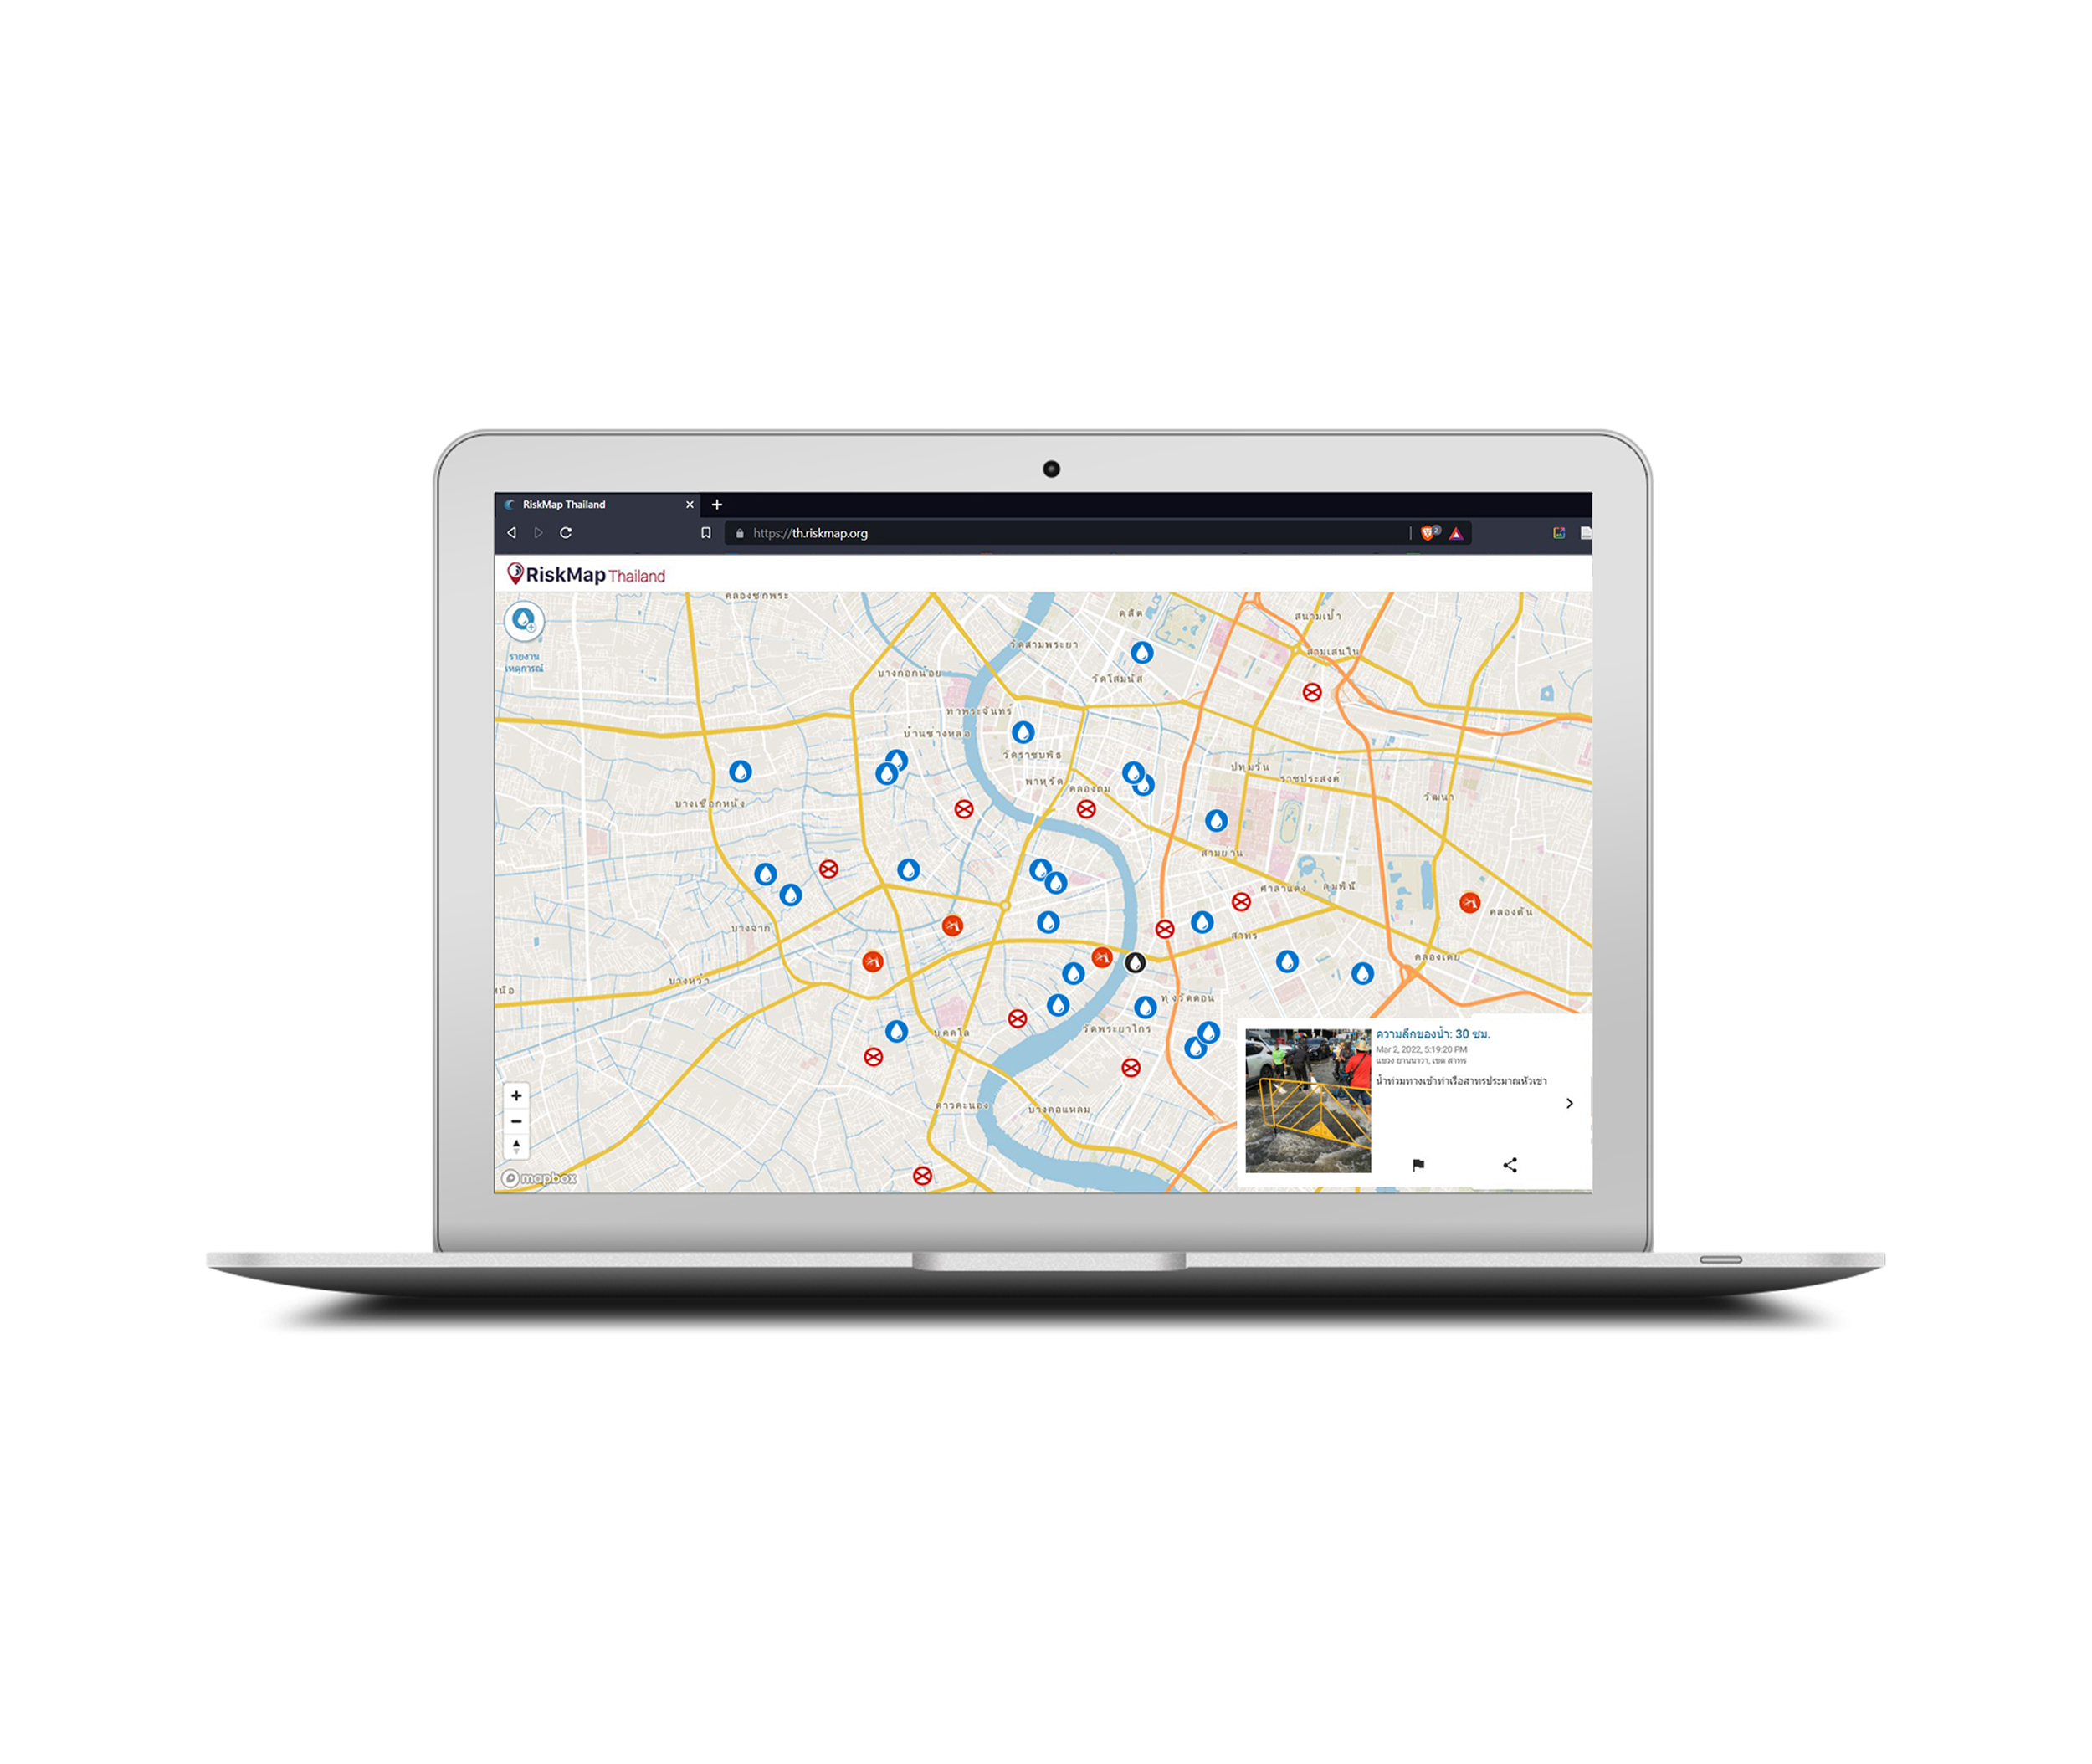 RiskMap Thailand
https://th.riskmap.org
RiskMap Thailand
คลองชักพระ
ดุสิต
สนามเป้า
วัดสามพระยา
สามเสนใน
รายงาน
เหตุการณ์
บางกอกน้อย
วัดโสมนัส
ท่าพระจันทร์
บ้านช่างหล่อ
วัดราชบพิธ
ปทุมวัน
ราชประสงค์
พาหุรัด
คลองถม
วัฒนา
บางเชือกหนัง
สามย่าน
ศาลาแดง
ลุมพินี
คลองตัน
บางจาก
สาทร
คลองเตย
บางหว้า
หนือ
ทุ่งวัดดอน
บุคคโล
วัดพระยาไกร
ความลึกของน้ำ: 30 ซม.
Mar 2, 2022, 5:19:20 PM
แขวง ยานนาวา, เขต สาทร
น้ำท่วมทางเข้าท่าเรือสาทรประมาณหัวเข่า
ดาวคะนอง
บางคอแหลม
mapbox